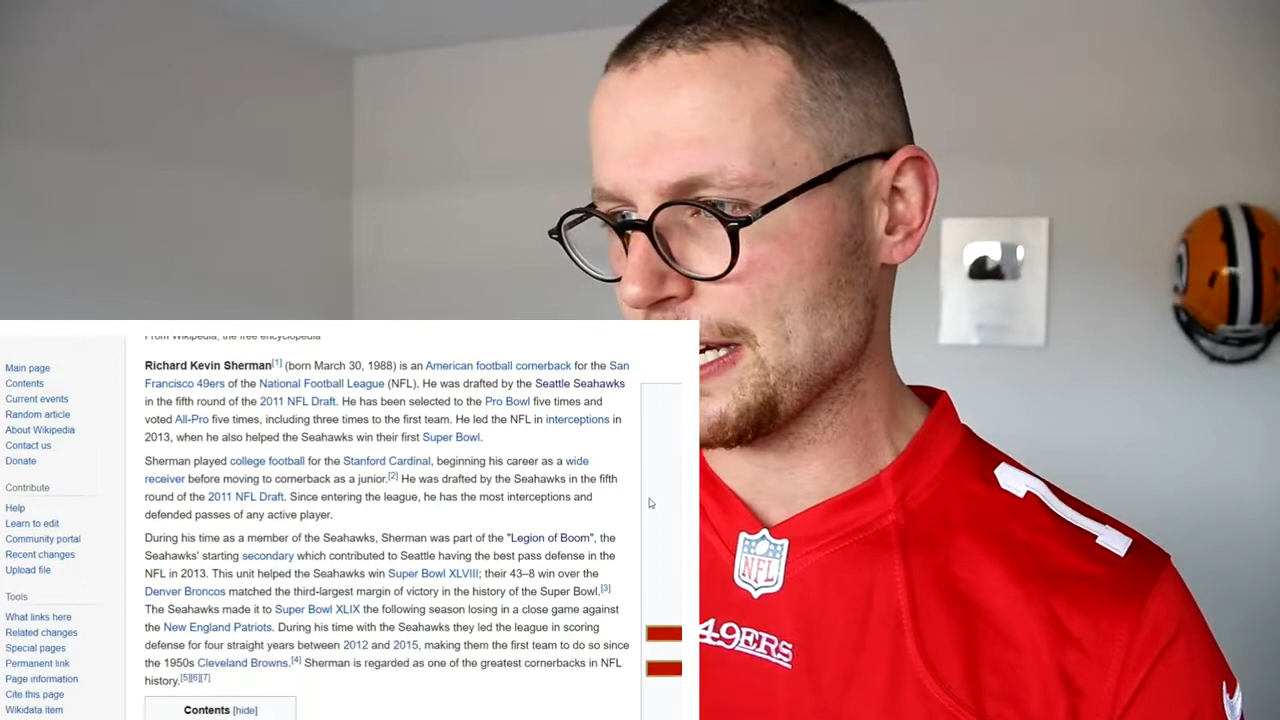 From Wikipedia, the free encyclopedia
Main page
Contents
Current events
Random article
About Wikipedia
Contact us
Donate
Contribute
Help
Learn to edit
Community portal
Recent changes
Upload file
Tools
What links here
Related changes
Special pages
Permanent link
Page information
Cite this page
Wikidata item
Richard Kevin Sherman[1] (born March 30, 1988) is an American football cornerback for the San
Francisco 49ers of the National Football League (NFL). He was drafted by the Seattle Seahawks
in the fifth round of the 2011 NFL Draft. He has been selected to the Pro Bowl five times and
voted All-Pro five times, including three times to the first team. He led the NFL in interceptions in
2013, when he also helped the Seahawks win their first Super Bowl.
Sherman played college football for the Stanford Cardinal, beginning his career as a wide
receiver before moving to cornerback as a junior.[2] He was drafted by the Seahawks in the fifth
round of the 2011 NFL Draft. Since entering the league, he has the most interceptions and
defended passes of any active player.
During his time as a member of the Seahawks, Sherman was part of the "Legion of Boom", the
Seahawks' starting secondary which contributed to Seattle having the best pass defense in the
NFL in 2013. This unit helped the Seahawks win Super Bowl XLVIII; their 43–8 win over the
Denver Broncos matched the third-largest margin of victory in the history of the Super Bowl.[3]
The Seahawks made it to Super Bowl XLIX the following season losing in a close game against
the New England Patriots. During his time with the Seahawks they led the league in scoring
defense for four straight years between 2012 and 2015, making them the first team to do so since
the 1950s Cleveland Browns.[4] Sherman is regarded as one of the greatest cornerbacks in NFL
history.[5][6][7]
Contents [hide]
1
NFL
49ERS